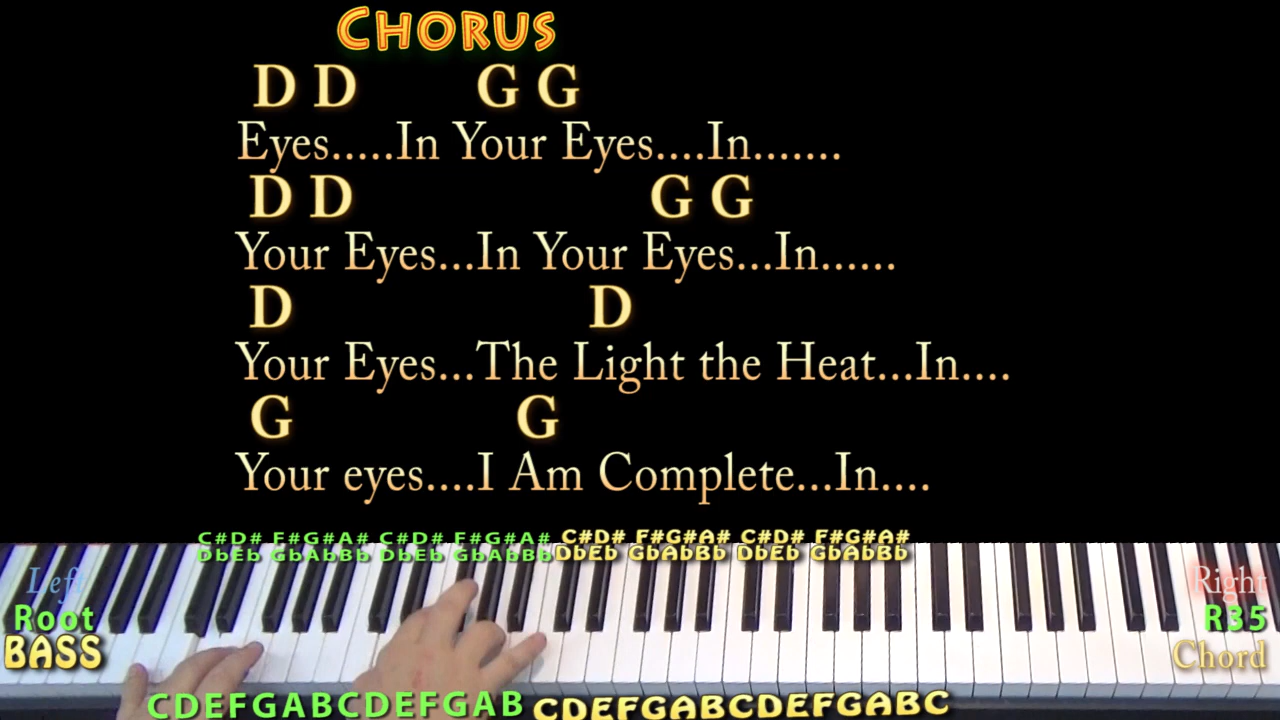 CHORUS
D D G G
Eyes.....In Your Eyes....In.......
D D G G
Your Eyes...In Your Eyes...In......
D D
Your Eyes...The Light the Heat...In....
G G
Your eyes....I Am Complete...In....
C#D# F#G#A# C#D# F#G#A# C#D# F#G#A# C#D# F#G#A#
DbEb GbAbBb DbEb GbAbBb DbEb GbAbBb DbEb GbAbBb
Left
Root
BASS
Right
R35
Chord
CDEFGABCDEFGAB CDEFGABCDEFGABC